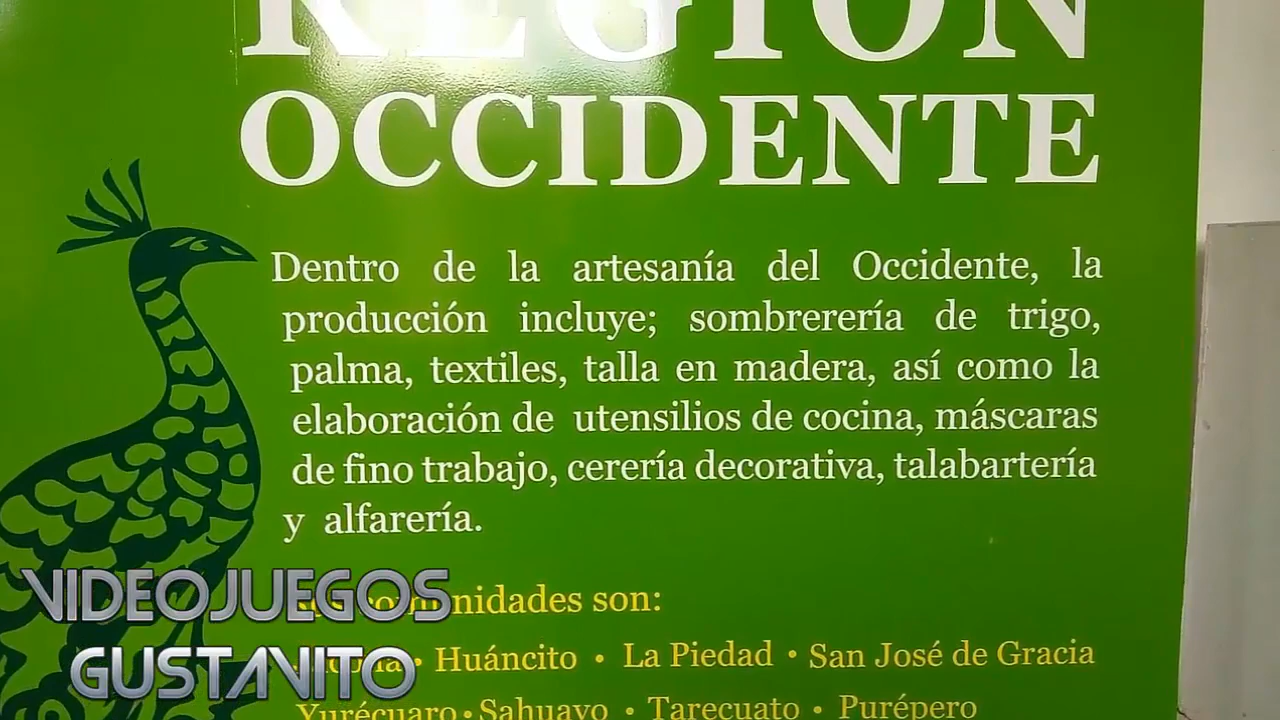 REGIÓN
OCCIDENTE
Dentro de la artesanía del Occidente, la
producción incluye; sombrerería de trigo,
palma, textiles, talla en madera, así como la
elaboración de utensilios de cocina, máscaras
de fino trabajo, cerería decorativa, talabartería
y alfarería.
son:
• Huáncito • La Piedad • San José de Gracia
Yurécuaro • Sahuayo • Tarecuato • Purépero
VIDEOJUEGOS
GUSTAVITO